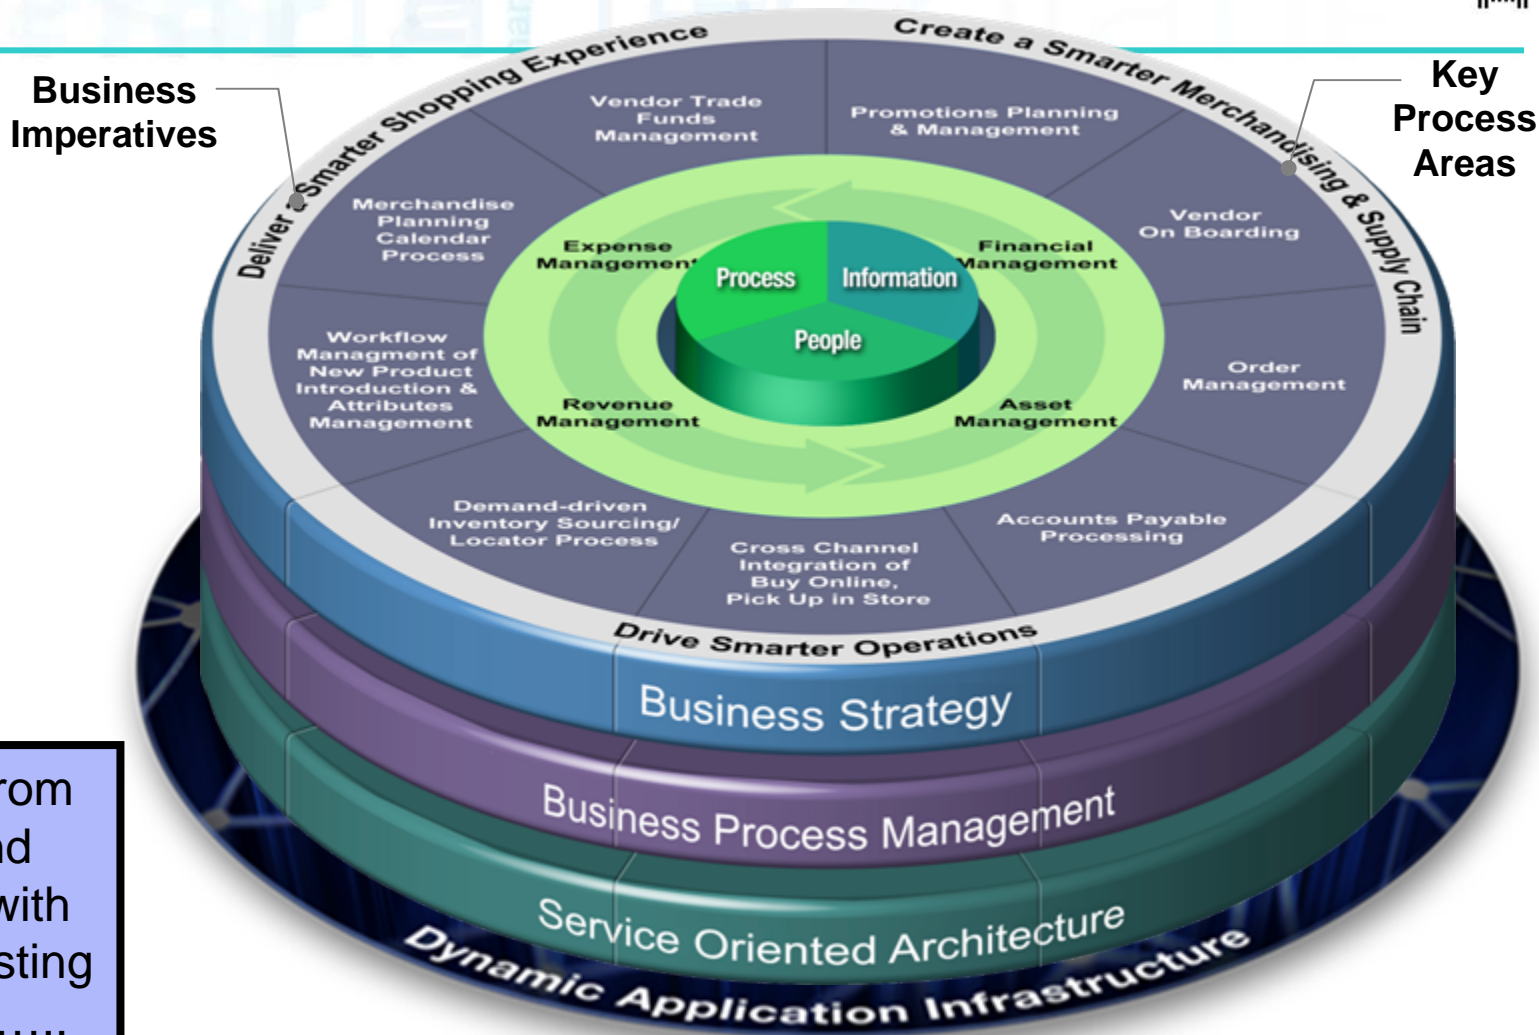 Business
Imperatives
Key
Process
Areas
Deliver a Smarter Shopping Experience
Create a Smarter Merchandising & Supply Chain
Drive Smarter Operations
Vendor Trade
Funds
Management
Promotions Planning
& Management
Merchandise
Planning
Calendar
Process
Vendor
On Boarding
Workflow
Managment of
New Product
Introduction &
Attributes
Management
Order
Management
Demand-driven
Inventory Sourcing/
Locator Process
Cross Channel
Integration of
Buy Online,
Pick Up in Store
Accounts Payable
Processing
Expense
Management
Financial
Management
Revenue
Management
Asset
Management
Process
Information
People
Business Strategy
Business Process Management
Service Oriented Architecture
Dynamic Application Infrastructure
with
.....